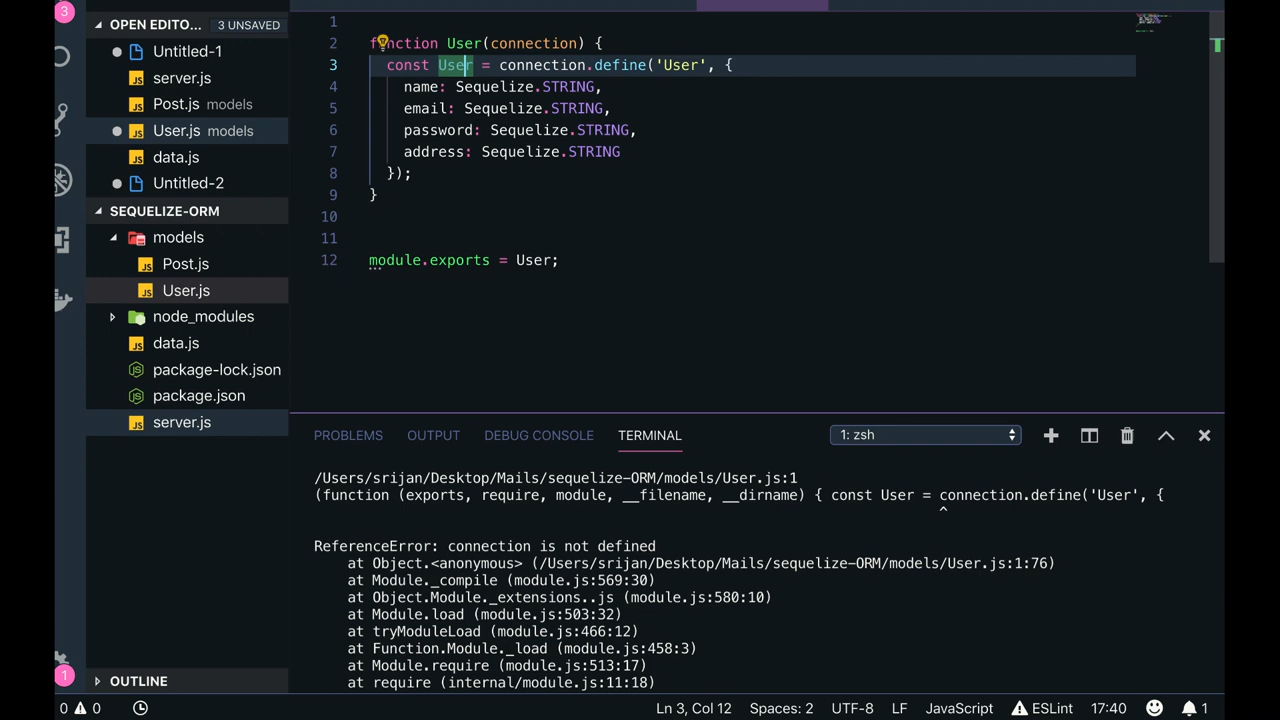 3
OPEN EDITO... 3 UNSAVED
Untitled-1
server.js
Post.js models
User.js models
data.js
Untitled-2
SEQUELIZE-ORM
models
Post.js
User.js
node_modules
data.js
package-lock.json
package.json
server.js
OUTLINE
1
1
2 function User(connection) {
3 const User = connection.define('User', {
4 name: Sequelize.STRING,
5 email: Sequelize.STRING,
6 password: Sequelize.STRING,
7 address: Sequelize.STRING
8 });
9 }
10
11
12 module.exports = User;
PROBLEMS OUTPUT DEBUG CONSOLE TERMINAL 1: zsh
/Users/srijan/Desktop/Mails/sequelize-ORM/models/User.js:1
(function (exports, require, module, __filename, __dirname) { const User = connection.define('User', {
^
ReferenceError: connection is not defined
at Object.<anonymous> (/Users/srijan/Desktop/Mails/sequelize-ORM/models/User.js:1:76)
at Module._compile (module.js:569:30)
at Object.Module._extensions..js (module.js:580:10)
at Module.load (module.js:503:32)
at tryModuleLoad (module.js:466:12)
at Function.Module._load (module.js:458:3)
at Module.require (module.js:513:17)
at require (internal/module.js:11:18)
0 0 Ln 3, Col 12 Spaces: 2 UTF-8 LF JavaScript ESLint 17:40 1